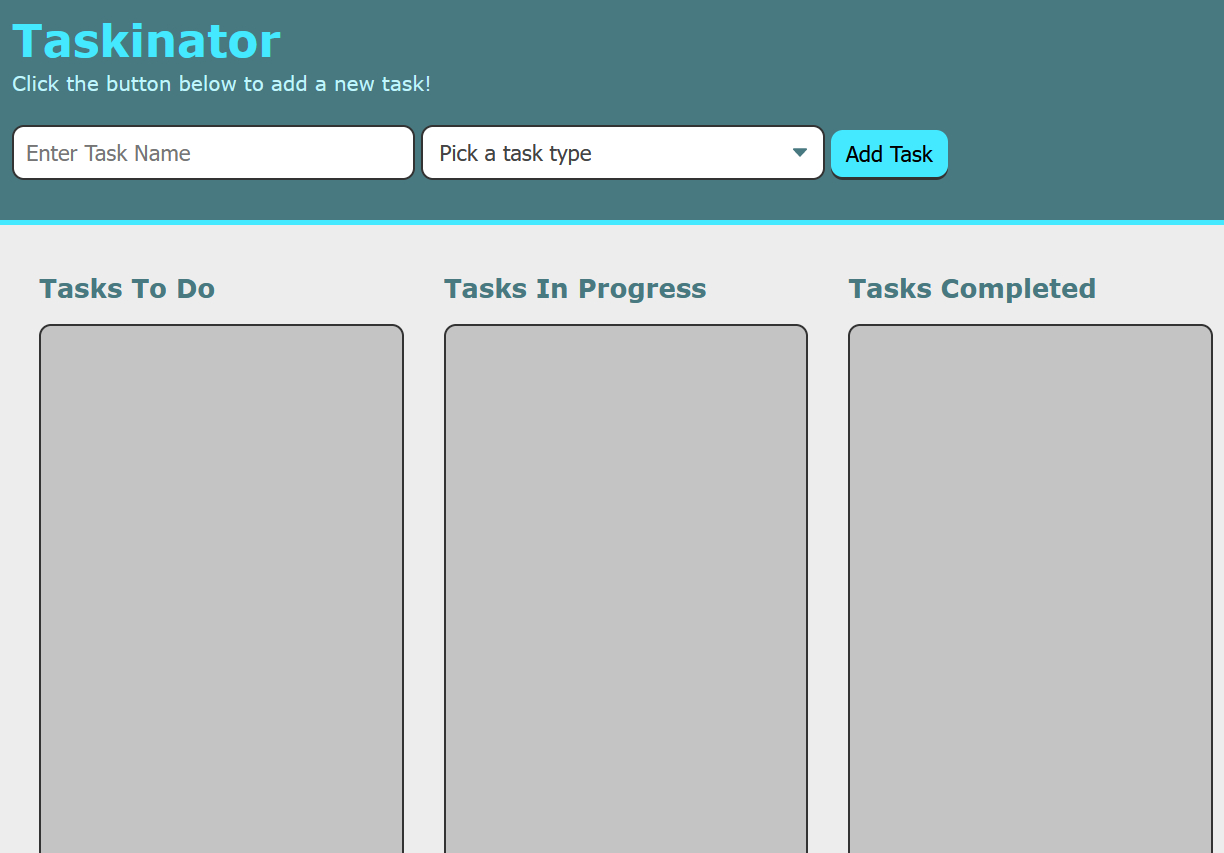 Taskinator
Click the button below to add a new task!
Enter Task Name
Pick a task type
Add Task
Tasks To Do
Tasks In Progress
Tasks Completed